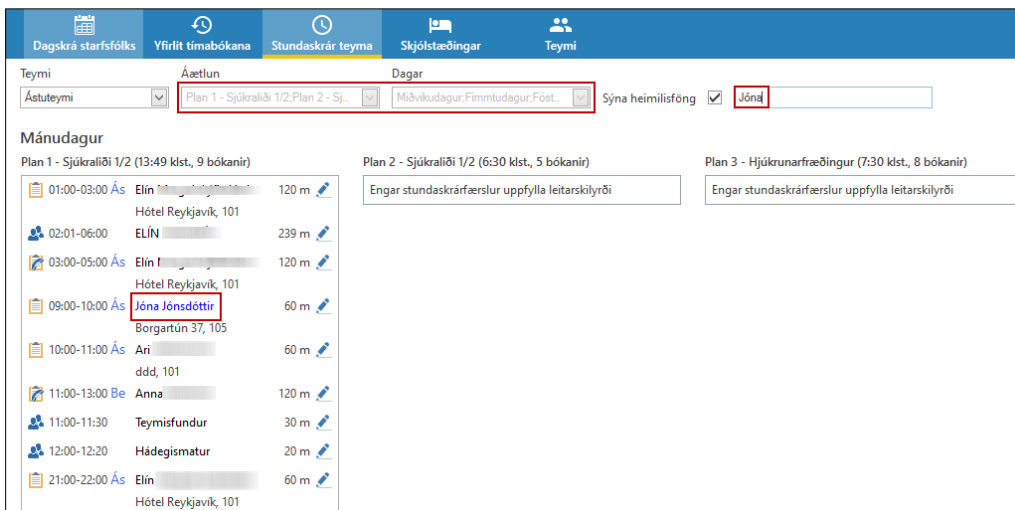 Dagskrá starfsfólks Yfirlit tímabókana Stundaskrár teyma Skjólstæðingar Teymi
Teymi Áætlun Dagar
Ástuteymi Plan 1 - Sjúkraliði 1/2;Plan 2 - Sj... Miðvikudagur;Fimmtudagur;Föst... Sýna heimilisföng Jóna
Mánudagur
Plan 1 - Sjúkraliði 1/2 (13:49 klst., 9 bókanir) Plan 2 - Sjúkraliði 1/2 (6:30 klst., 5 bókanir) Plan 3 - Hjúkrunarfræðingur (7:30 klst., 8 bókanir)
01:00-03:00 Ás Elín 120 m Engar stundaskrárfærslur uppfylla leitarskilyrði Engar stundaskrárfærslur uppfylla leitarskilyrði
Hótel Reykjavík, 101
02:01-06:00 ELÍN 239 m
03:00-05:00 Ás Elín 120 m
Hótel Reykjavík, 101
09:00-10:00 Ás Jóna Jónsdóttir 60 m
Borgartún 37, 105
10:00-11:00 Ás Ari 60 m
ddd, 101
11:00-13:00 Be Anna 120 m
11:00-11:30 Teymisfundur 30 m
12:00-12:20 Hádegismatur 20 m
21:00-22:00 Ás Elín 60 m
Hótel Reykjavík, 101